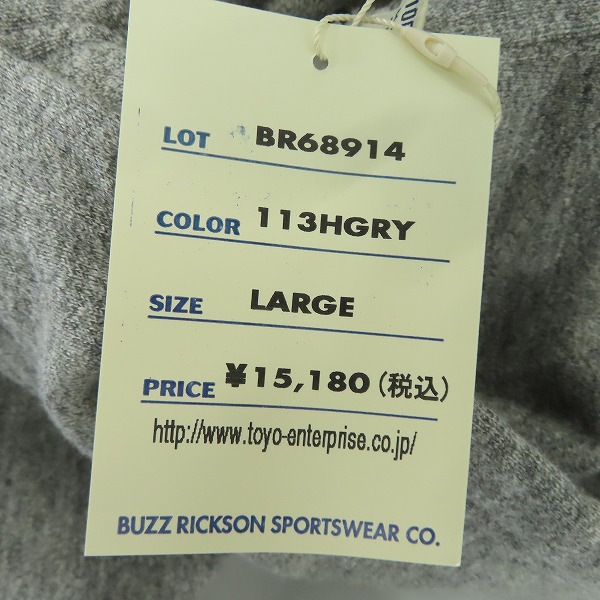 LOT BR68914
COLOR 113HGRY
SIZE LARGE
PRICE ¥15,180(税込)
http://www.toyo-enterprise.co.jp/
BUZZ RICKSON SPORTSWEAR CO.